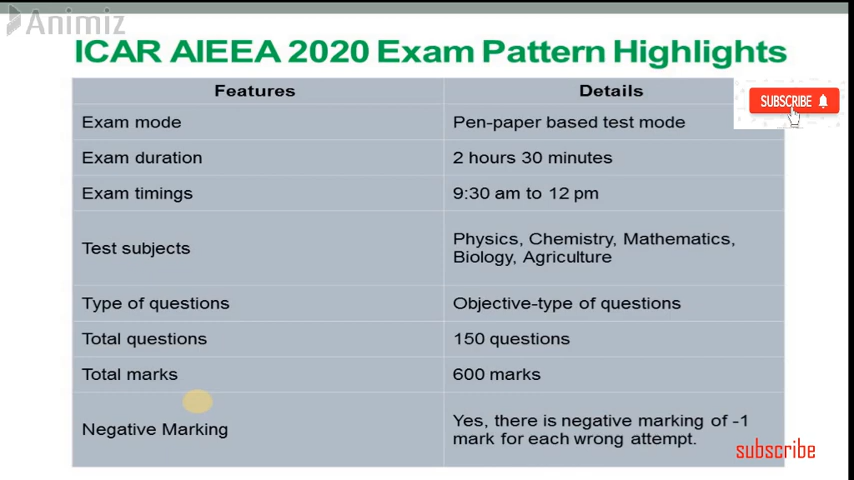 Animiz
ICAR AIEEA 2020 Exam Pattern Highlights
Features Details
SUBSCRIBE
Exam mode Pen-paper based test mode
Exam duration 2 hours 30 minutes
Exam timings 9:30 am to 12 pm
Test subjects Physics, Chemistry, Mathematics,
Biology, Agriculture
Type of questions Objective-type of questions
Total questions 150 questions
Total marks 600 marks
Negative Marking Yes, there is negative marking of -1
mark for each wrong attempt.
subscribe